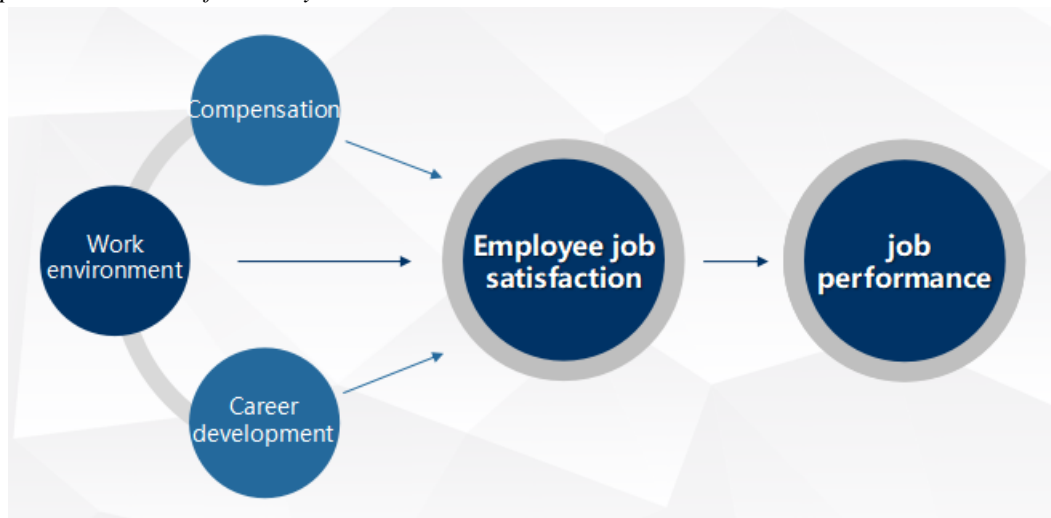 Compensation
Work
environment
Employee job
satisfaction
job
performance
Career
development